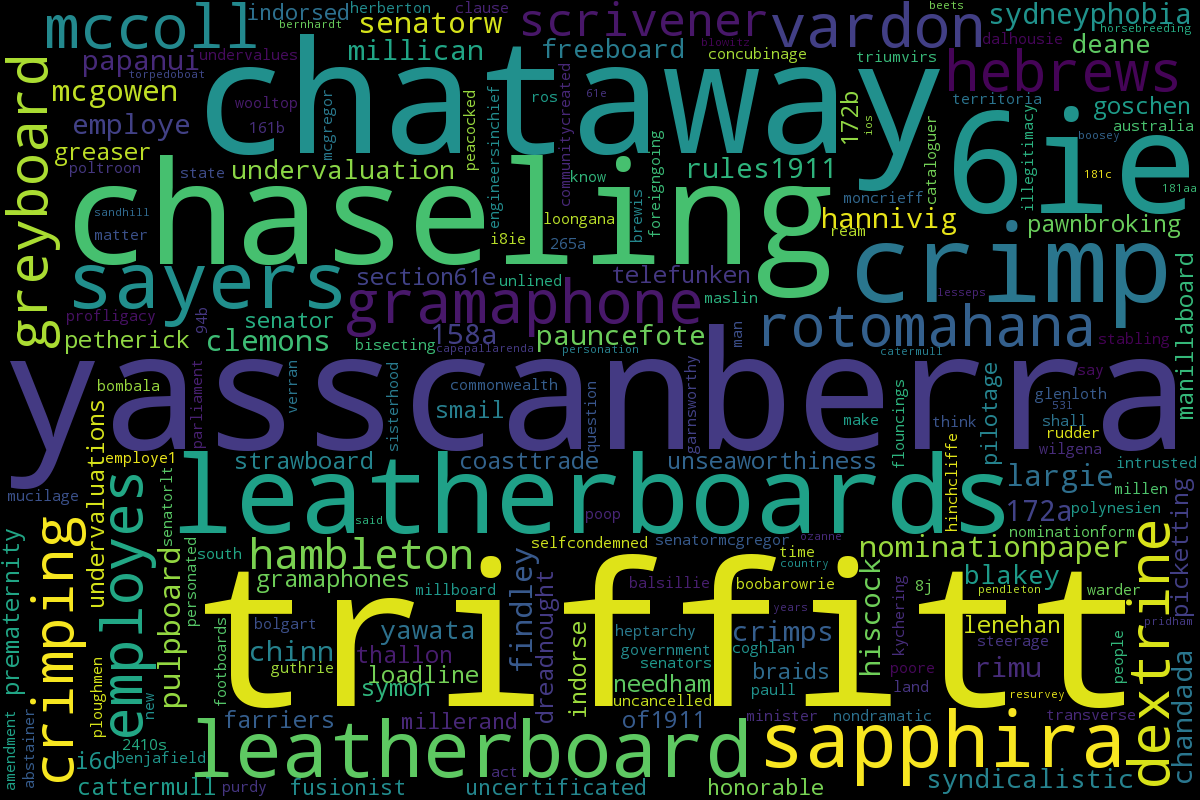 mccoll
indorsed
herberton
clause
senatorw
scrivener
vardon
beets
sydneyphobia
bernhardt
undervalues
millican
freeboard
blowitz
concubinage
horsebreeding
dalhousie
deane
papanui
torpedoboat
chataway
triumvirs
hebrews
greyboard
mcgowen
wooltop
mcgregor
peacocked
ros
communitycreated
61e
172b
ios
territoria
goschen
employe
161b
engineersinchief
cataloguer
6ie
illegitimacy
australia
boosey
greaser
poltroon
state
undervaluation
foreigngoing
rules1911
181c
181aa
chaseling
know
moncrieff
sandhill
matter
loongana
brewis
hannivig
pawnbroking
i8ie
265a
ream
crimp
sayers
section61e
unlined
telefunken
lesseps
manillaboard
gramaphone
maslin
profligacy
94b
senator
158a
pauncefote
man
rotomahana
stabling
petherick
clemons
bisecting
capepallarenda
personation
catermull
yasscanberra
bombala
parliament
verran
sisterhood
commonwealth
smail
question
garnsworthy
make
flouncings
think
pilotage
glenloth
531
shall
say
rudder
wilgena
undervaluations
employe1
strawboard
coasttrade
unseaworthiness
hinchcliffe
largie
intrusted
mucilage
employes
senatorlt
leatherboards
172a
millen
polynesien
picketting
said
poop
nominationform
crimping
prematernity
pulpboard
south
hambleton
selfcondemned
senatormcgregor
ozanne
time
country
nominationpaper
personated
gramaphones
millboard
findley
dreadnought
balsillie
boobarowrie
hiscock
kychering
8j
blakey
pendleton
warder
dextrine
triffitt
footboards
bolgart
yawata
indorse
heptarchy
years
crimps
lenehan
pridham
chinn
guthrie
thallon
government
senators
coghlan
steerage
people
loadline
symon
needham
paull
braids
poore
land
rimu
resurvey
ploughmen
new
uncancelled
farriers
millerand
of1911
minister
nondramatic
transverse
amendment
abstainer
i6d
2410s
benjafield
leatherboard
sapphira
chandada
cattermull
purdy
fusionist
act
uncertificated
honorable
syndicalistic